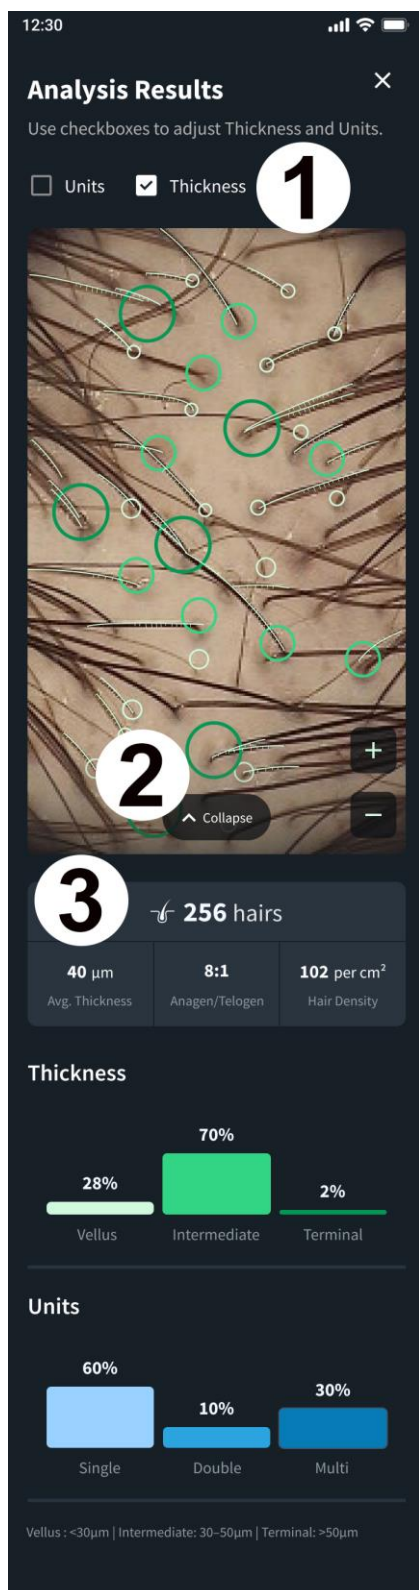 12:30
Analysis Results
Use checkboxes to adjust Thickness and Units.
Units Thickness
1
+
2
Collapse
−
3
256 hairs
40 μm 8:1 102 per cm²
Avg. Thickness Anagen/Telogen Hair Density
Thickness
28% 70% 2%
Vellus Intermediate Terminal
Units
60% 10% 30%
Single Double Multi
Vellus : <30μm | Intermediate: 30–50μm | Terminal: >50μm